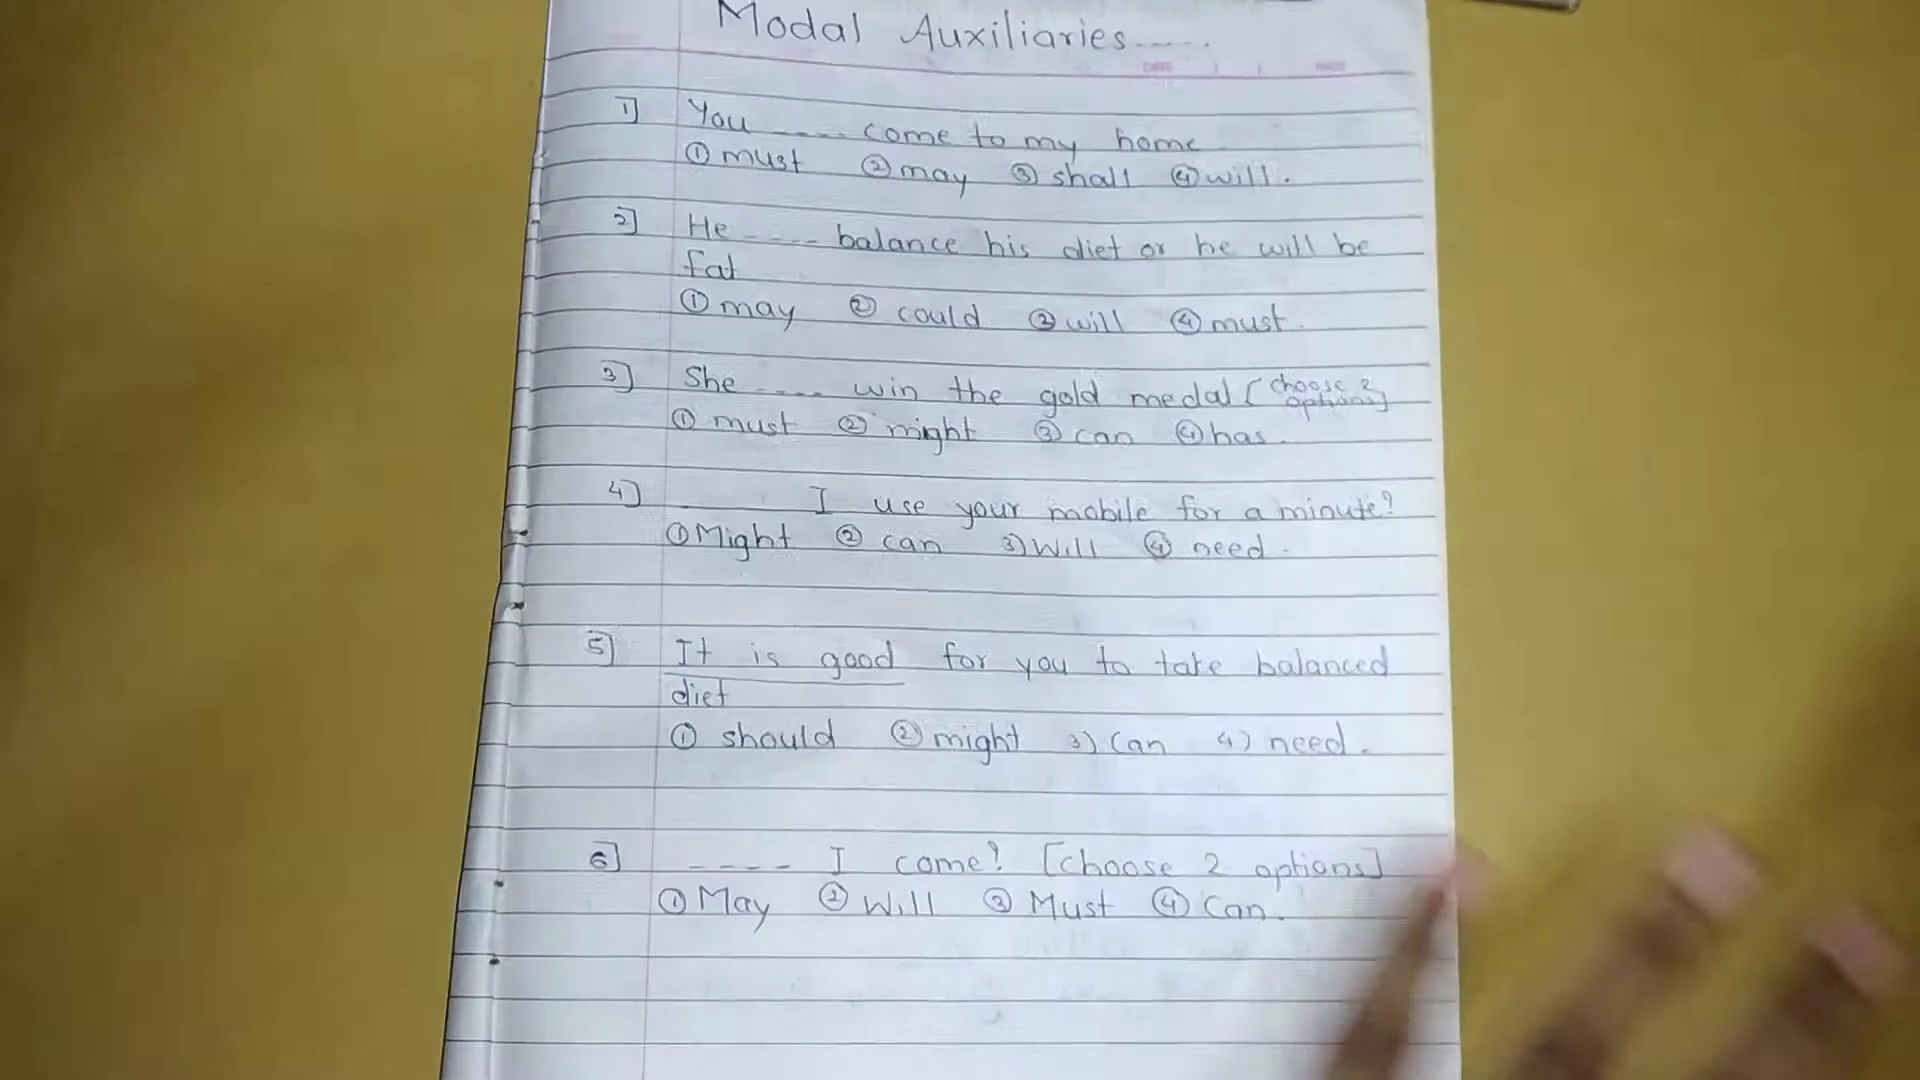 Modal Auxiliaries......
DATE / / PAGE
1] You .... come to my home
① must ② may ③ shall ④ will.
2] He .... balance his diet or he will be
fat
① may ② could ③ will ④ must.
3] She .... win the gold medal [choose 2 options]
① must ② might ③ can ④ has.
4] ____ I use your mobile for a minute?
① Might ② can 3) Will ④ need.
5] It is good for you to take balanced
diet
① should ② might 3) Can 4) need.
6] ---- I come? [choose 2 options]
① May ② Will ③ Must ④ Can.